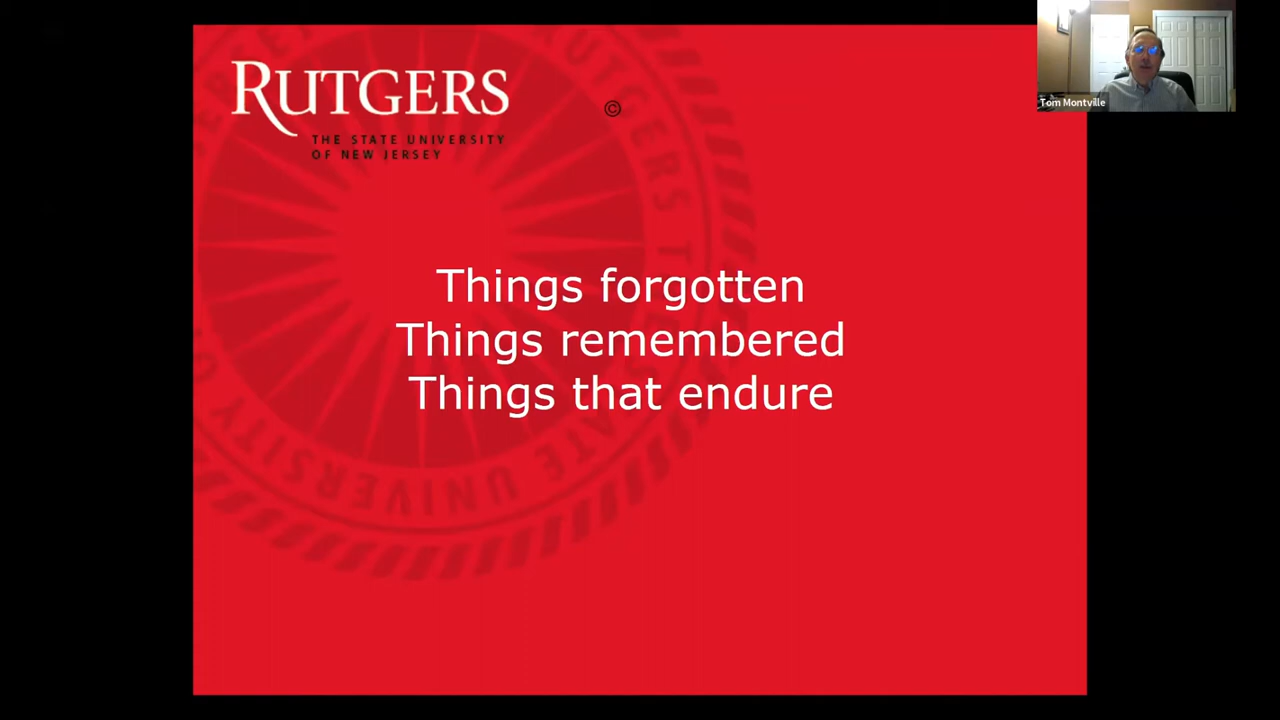 RUTGERS
THE STATE UNIVERSITY
OF NEW JERSEY
©
Things forgotten
Things remembered
Things that endure
Tom Montville